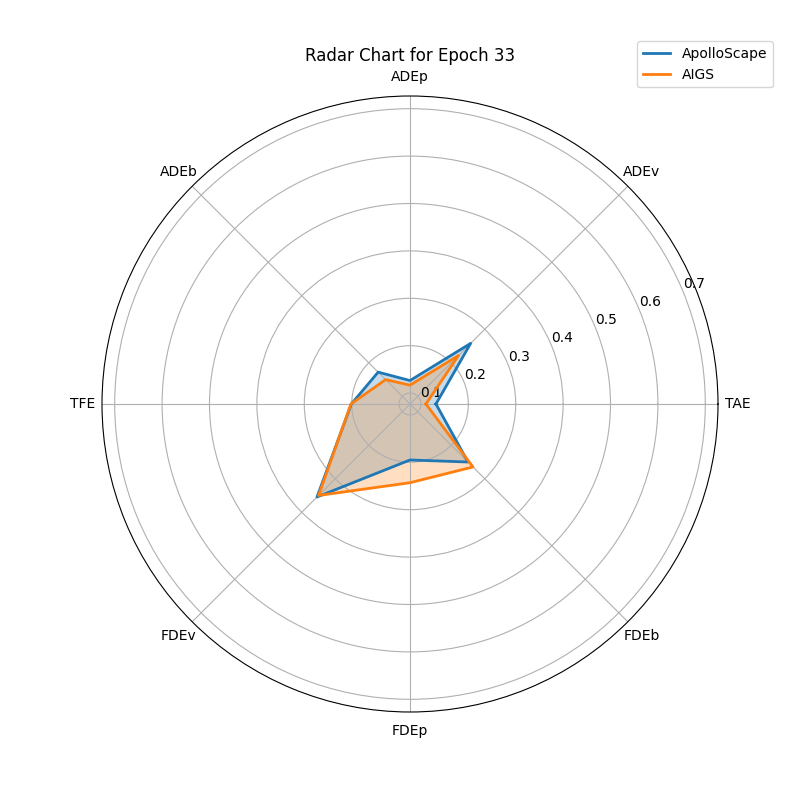 Radar Chart for Epoch 33
ApolloScape
AIGS
ADEp
ADEb
ADEv
0.7
0.6
0.5
0.4
0.3
0.2
0.1
TFE
TAE
FDEv
FDEb
FDEp